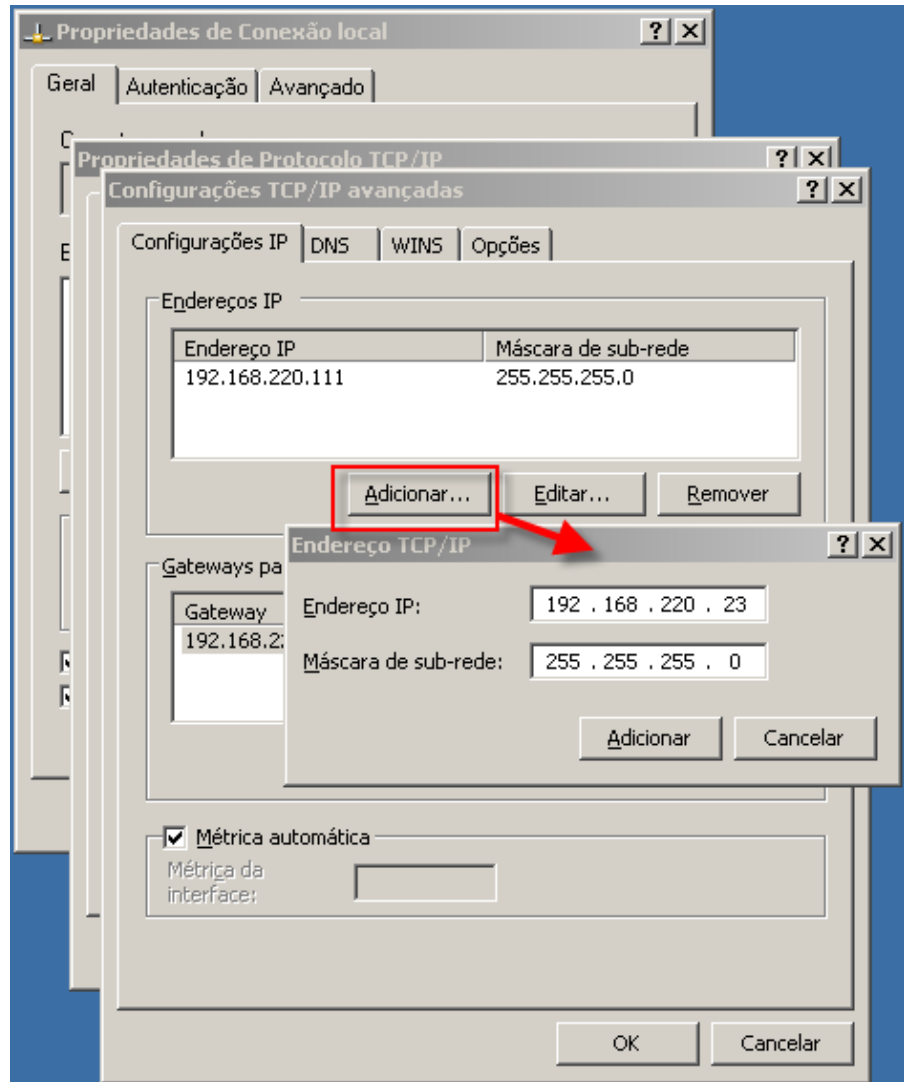 Propriedades de Conexão local
Geral Autenticação Avançado
Propriedades de Protocolo TCP/IP
Configurações TCP/IP avançadas
Configurações IP DNS WINS Opções
Endereços IP
Endereço IP Máscara de sub-rede
192.168.220.111 255.255.255.0
Adicionar... Editar... Remover
Endereço TCP/IP
Gateways pa
Endereço IP: 192 . 168 . 220 . 23
Gateway
192.168.22
Máscara de sub-rede: 255 . 255 . 255 . 0
Adicionar Cancelar
Métrica automática
Métrica da
interface:
OK Cancelar